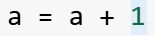 a = a + 1